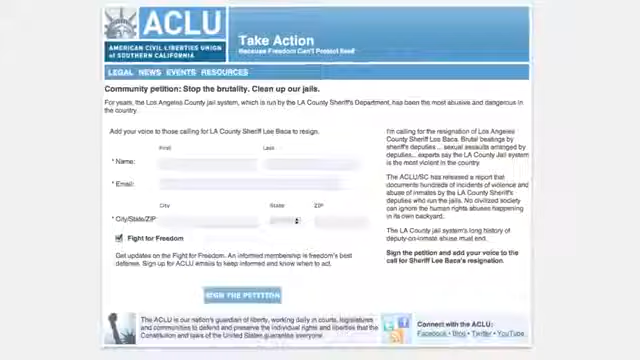 ACLU
AMERICAN CIVIL LIBERTIES UNION
of SOUTHERN CALIFORNIA
Take Action
Because Freedom Can't Protect Itself
LEGAL NEWS EVENTS RESOURCES
Community petition: Stop the brutality. Clean up our jails.
For years, the Los Angeles County jail system, which is run by the LA County Sheriff's Department, has been the most abusive and dangerous in
the country.
Add your voice to those calling for LA County Sheriff Lee Baca to resign.
First Last
* Name:
* Email:
City State ZIP
* City/State/ZIP
Fight for Freedom
Get updates on the Fight for Freedom. An informed membership is freedom's best
defense. Sign up for ACLU emails to keep informed and know when to act.
SIGN THE PETITION
I'm calling for the resignation of Los Angeles
County Sheriff Lee Baca. Brutal beatings by
sheriff's deputies... sexual assaults arranged by
deputies... experts say the LA County Jail system
is the most violent in the country.
The ACLU/SC has released a report that
documents hundreds of incidents of violence and
abuse of inmates by the LA County Sheriff's
deputies who run the jails. No civilized society
can ignore the human rights abuses happening
in its own backyard.
The LA County jail system's long history of
deputy-on-inmate abuse must end.
Sign the petition and add your voice to the
call for Sheriff Lee Baca's resignation.
The ACLU is our nation's guardian of liberty, working daily in courts, legislatures
and communities to defend and preserve the individual rights and liberties that the
Constitution and laws of the United States guarantee everyone.
Connect with the ACLU:
Facebook • Blog • Twitter • YouTube